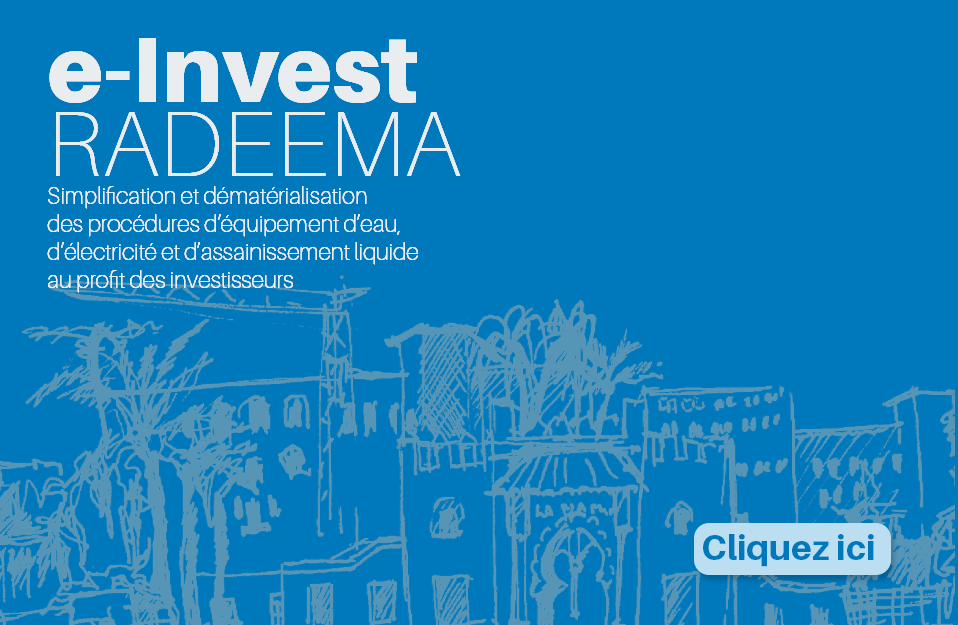 e-Invest
RADEEMA
Simplification et dématérialisation
des procédures d'équipement d'eau,
d'électricité et d'assainissement liquide
au profit des investisseurs
Cliquez ici